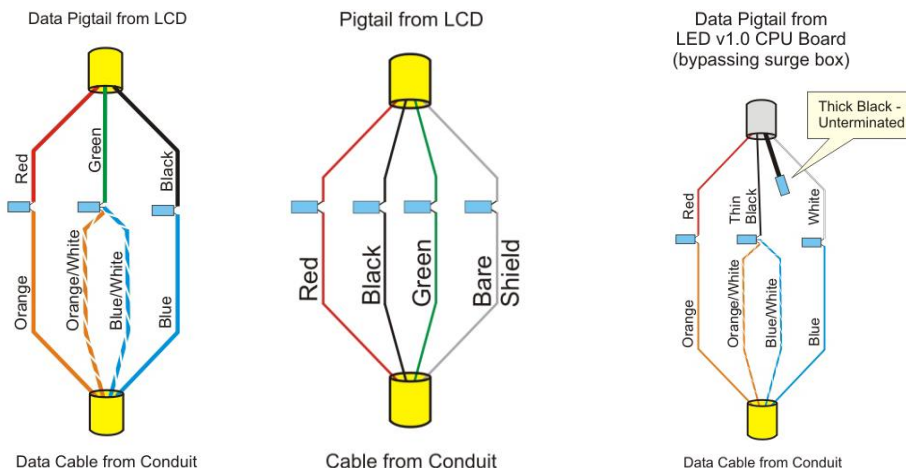 Data Pigtail from LCD
Red
Green
Black
Orange
Orange/White
Blue/White
Blue
Data Cable from Conduit
Pigtail from LCD
Red
Black
Green
Bare
Shield
Cable from Conduit
Data Pigtail from
LED v1.0 CPU Board
(bypassing surge box)
Thick Black -
Unterminated
Red
Thin
Black
White
Orange
Orange/White
Blue/White
Blue
Data Cable from Conduit